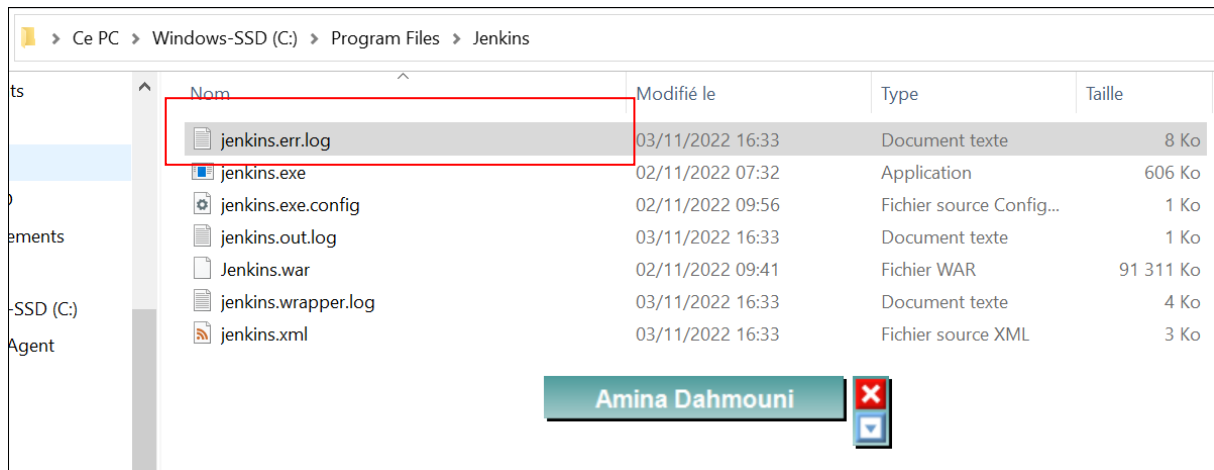 Ce PC > Windows-SSD (C:) > Program Files > Jenkins
ts
Nom Modifié le Type Taille
jenkins.err.log 03/11/2022 16:33 Document texte 8 Ko
jenkins.exe 02/11/2022 07:32 Application 606 Ko
jenkins.exe.config 02/11/2022 09:56 Fichier source Config... 1 Ko
ements
jenkins.out.log 03/11/2022 16:33 Document texte 1 Ko
Jenkins.war 02/11/2022 09:41 Fichier WAR 91 311 Ko
-SSD (C:)
jenkins.wrapper.log 03/11/2022 16:33 Document texte 4 Ko
Agent
jenkins.xml 03/11/2022 16:33 Fichier source XML 3 Ko
Amina Dahmouni